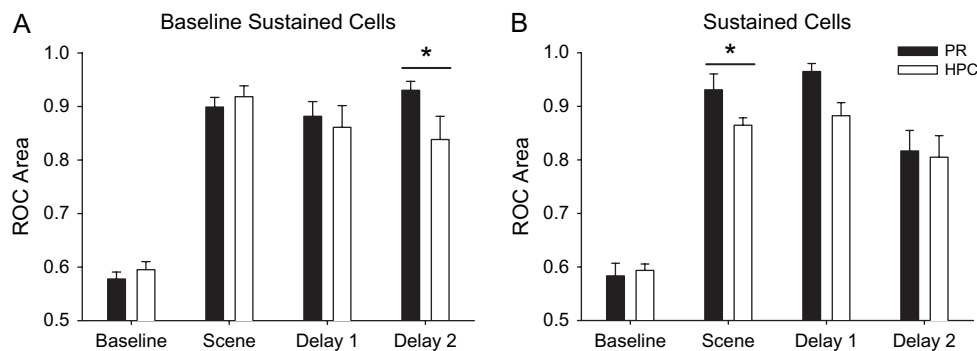 A
Baseline Sustained Cells
*
ROC Area
1.0
0.9
0.8
0.7
0.6
0.5
Baseline Scene Delay 1 Delay 2
B
Sustained Cells
*
PR
HPC
ROC Area
1.0
0.9
0.8
0.7
0.6
0.5
Baseline Scene Delay 1 Delay 2